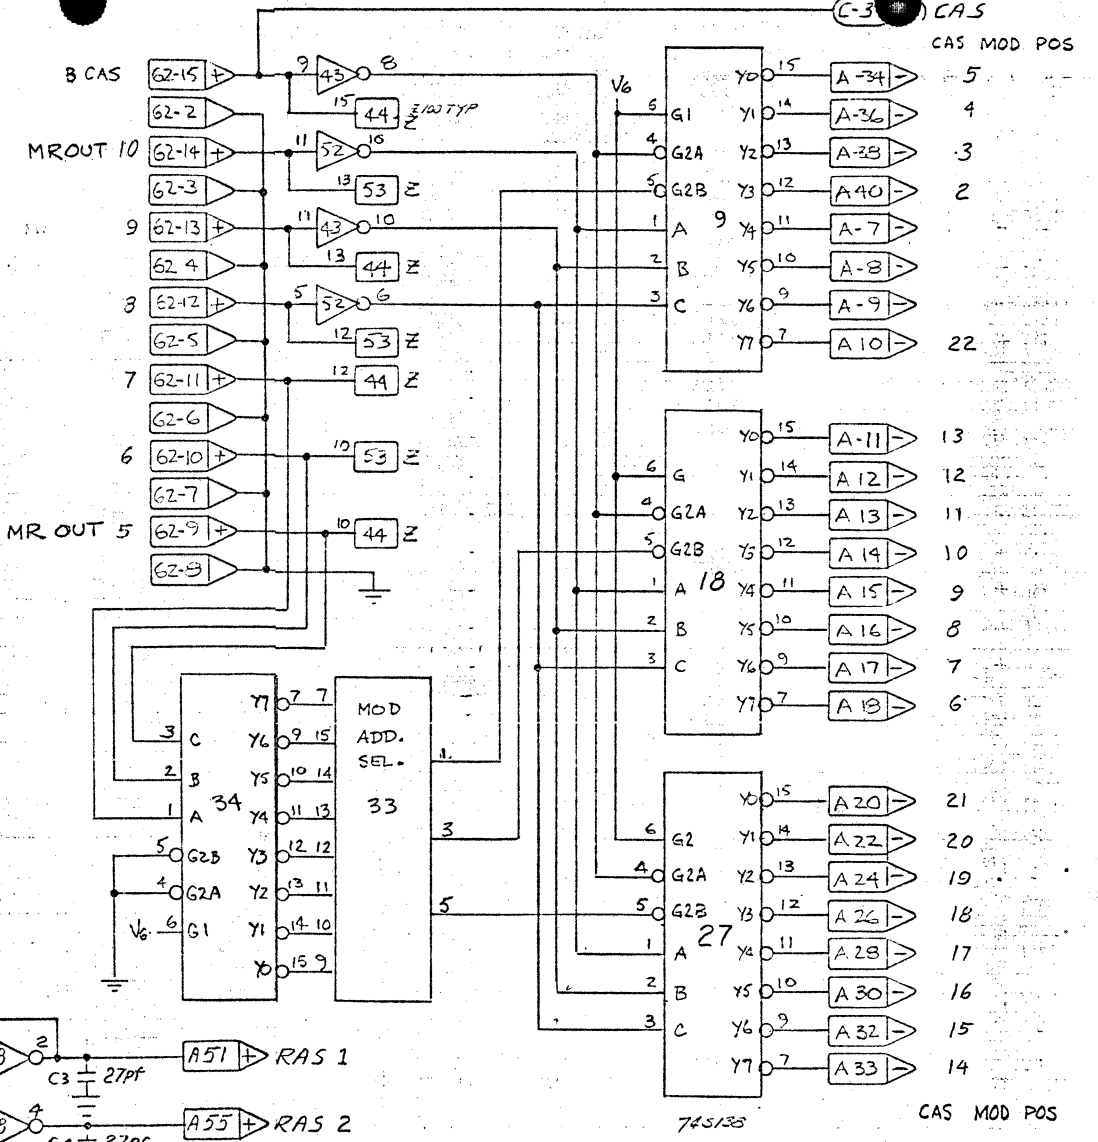 CAS
CAS MOD POS
B CAS 62-15 + 9 43 8
15 44 Z
62-2
MROUT 10 62-14 + 11 52 10
13 53 Z
62-3
9 62-13 + 11 43 10
13 44 Z
62 4
8 62-12 + 5 52 6
12 53 Z
62-5
7 62-11 + 12 44 Z
62-6
6 62-10 + 10 53 Z
62-7
MR OUT 5 62-9 + 10 44 Z
62-8
V6
Y0 15 A-34 - 5
6 G1 Y1 14 A-36 - 4
4 G2A Y2 13 A-38 - 3
5 G2B Y3 12 A40 - 2
1 A 9 Y4 11 A-7 -
2 B Y5 10 A-8 -
3 C Y6 9 A-9 -
Y7 7 A10 - 22
Y0 15 A-11 - 13
6 G Y1 14 A12 - 12
4 G2A Y2 13 A13 - 11
5 G2B Y3 12 A14 - 10
1 A 18 Y4 11 A15 - 9
2 B Y5 10 A16 - 8
3 C Y6 9 A17 - 7
Y7 7 A18 - 6
Y7 7 7 MOD
3 C Y6 9 15 ADD.
SEL. 1
2 B Y5 10 14
34 33
1 A Y4 11 13
3
5 G2B Y3 12 12
4 G2A Y2 13 11
5
V6 6 G1 Y1 14 10
Y0 15 9
Y0 15 A20 - 21
6 G2 Y1 14 A22 - 20
4 G2A Y2 13 A24 - 19
5 G2B Y3 12 A26 - 18
27
1 A Y4 11 A28 - 17
2 B Y5 10 A30 - 16
3 C Y6 9 A32 - 15
Y7 7 A33 - 14
74S138
CAS MOD POS
2 A51 + RAS 1
C3 27pf
4 A55 + RAS 2